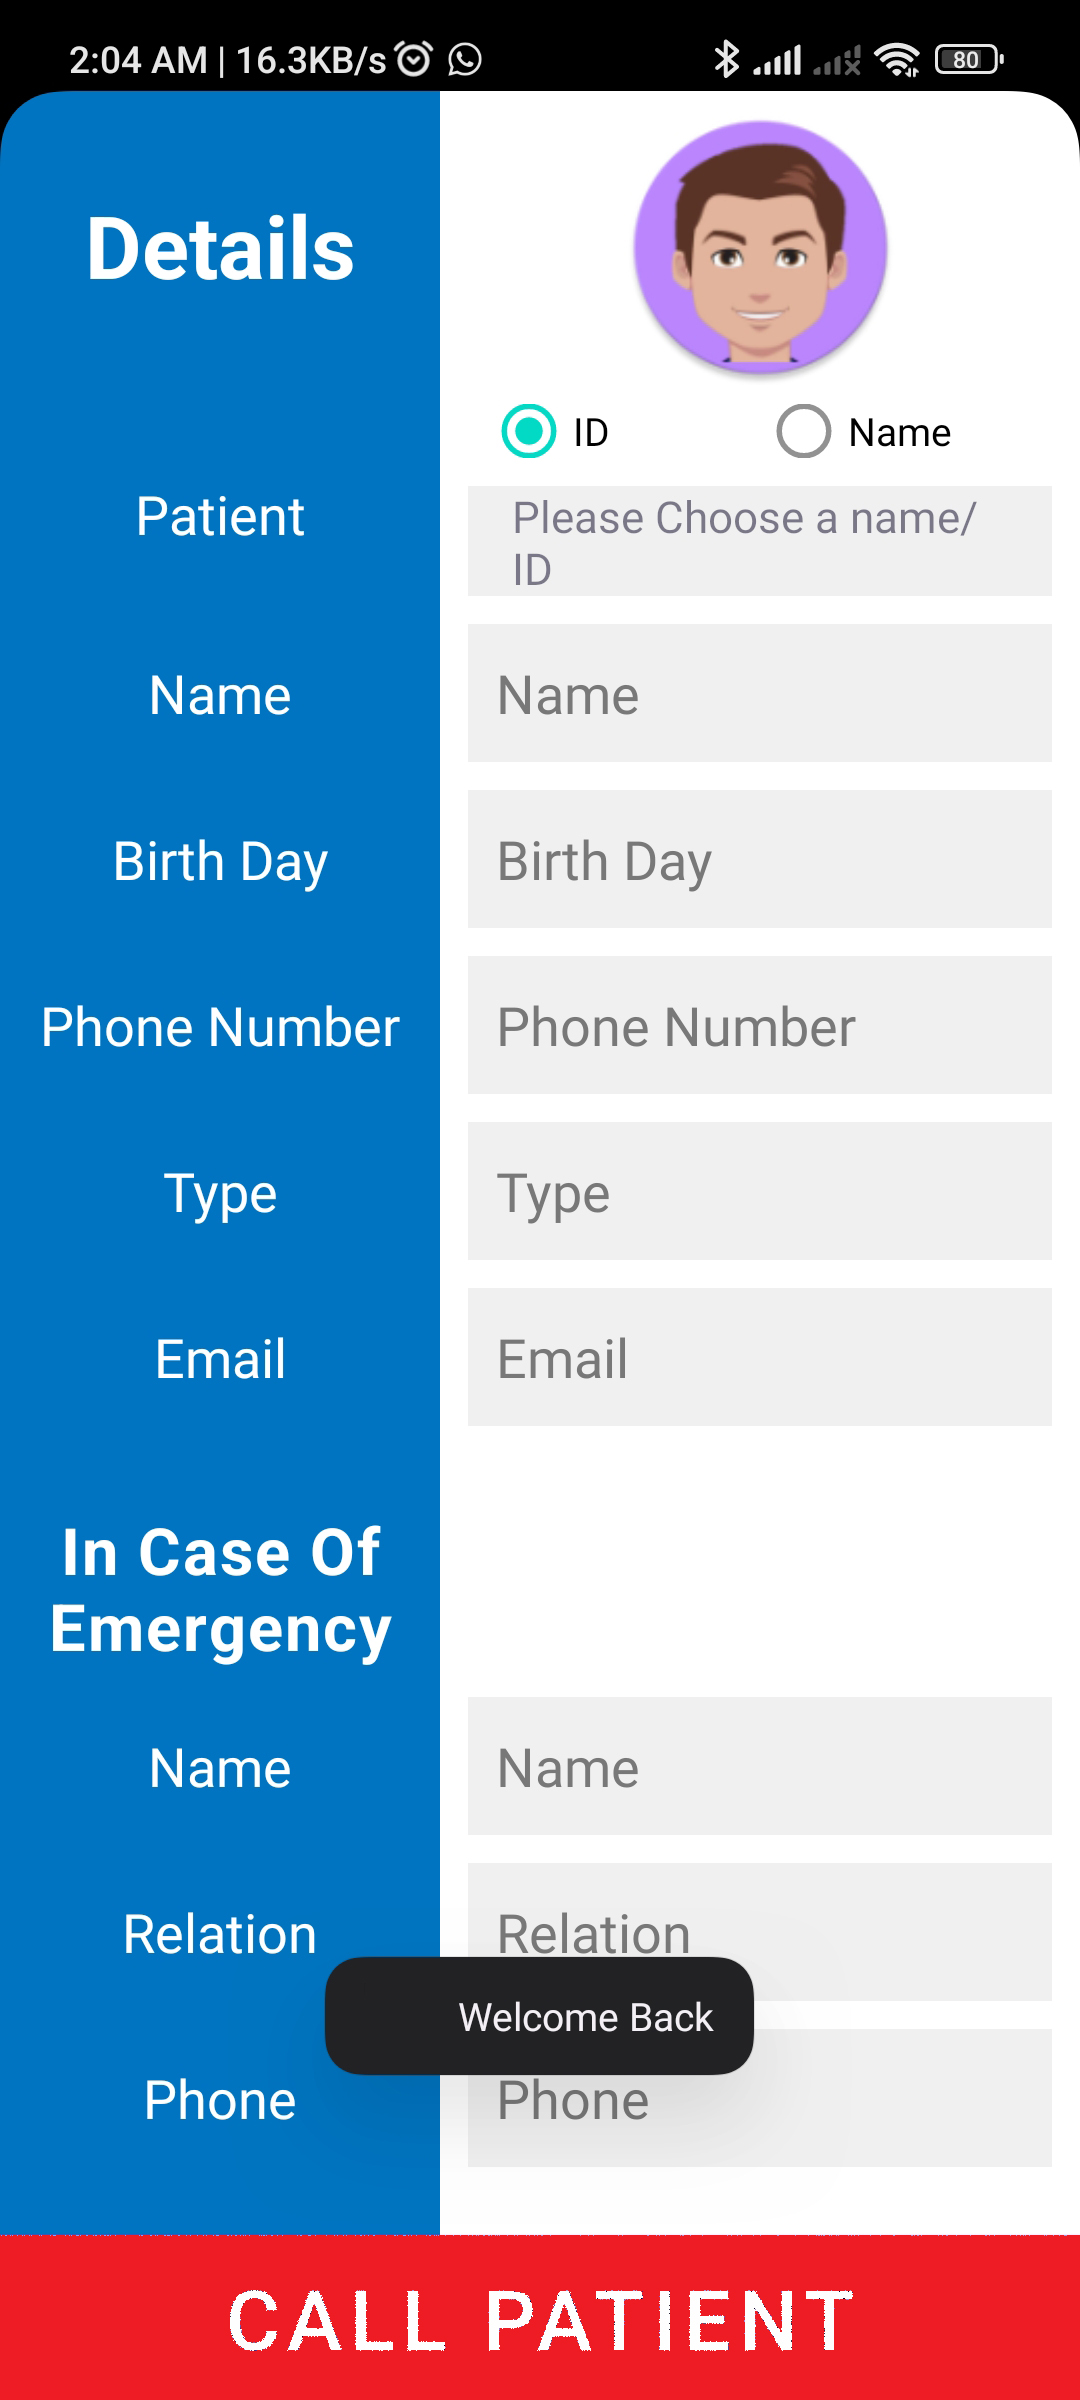 2:04 AM | 16.3KB/s
80
Details
ID
Name
Patient
Please Choose a name/
ID
Name
Name
Birth Day
Birth Day
Phone Number
Phone Number
Type
Type
Email
Email
In Case Of
Emergency
Name
Name
Relation
Relation
Welcome Back
Phone
Phone
CALL PATIENT